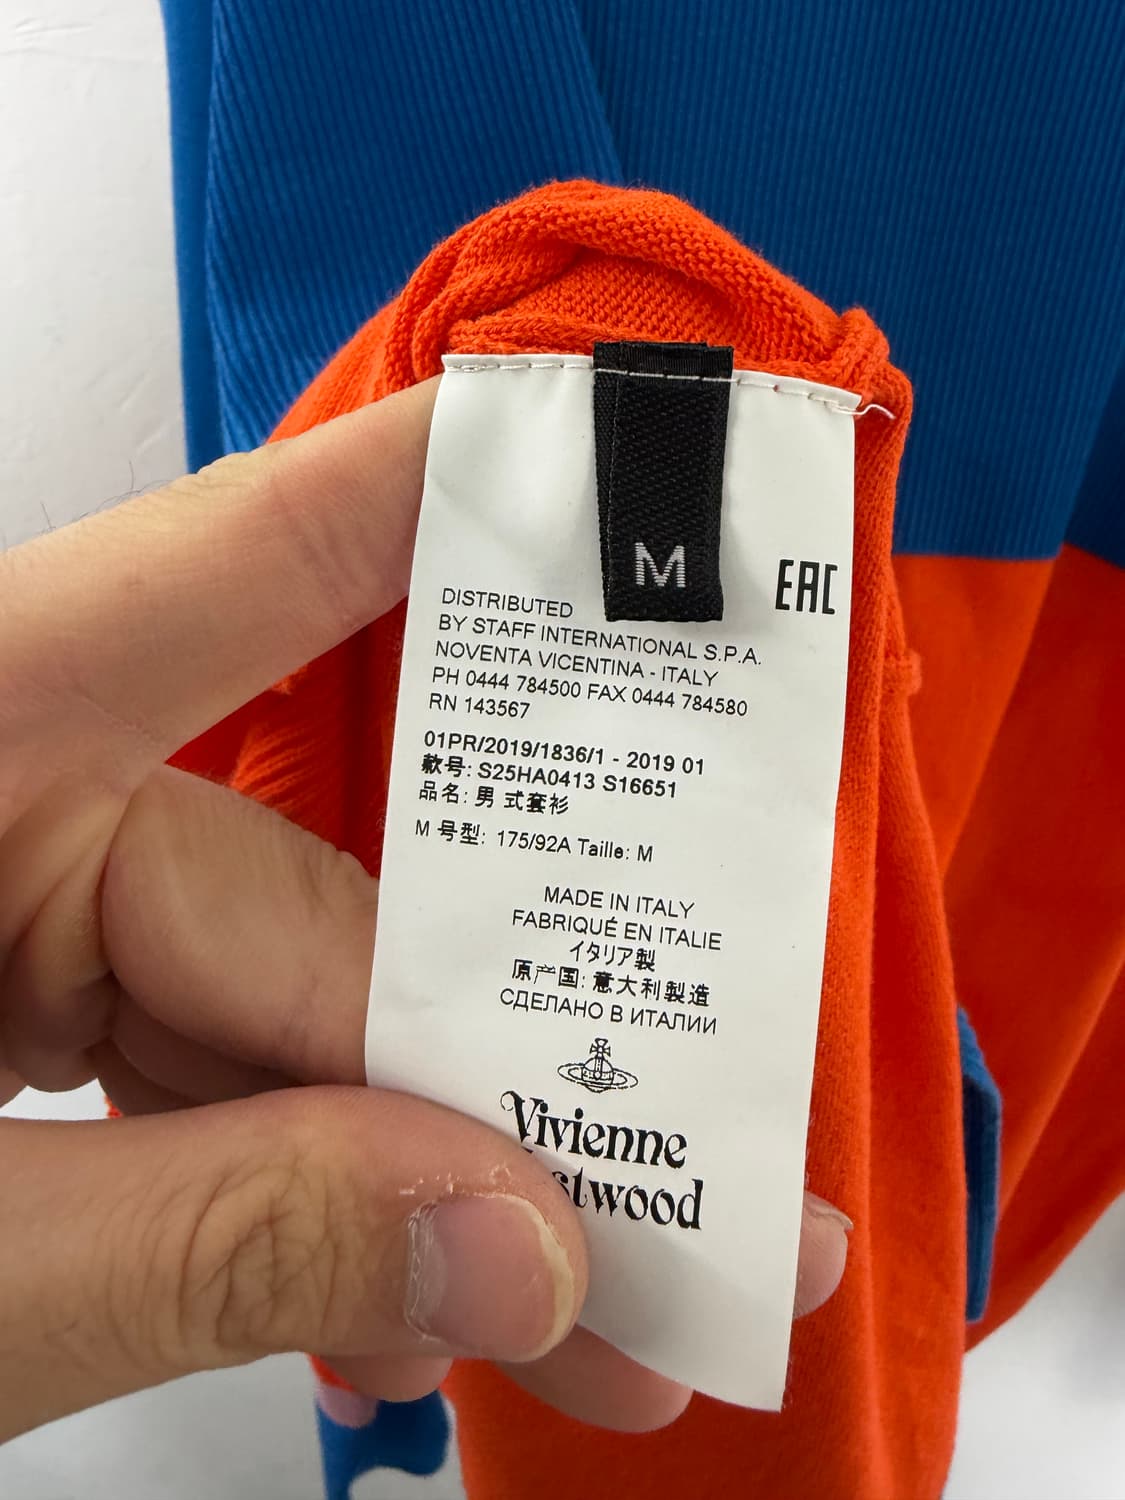 M
EAC
DISTRIBUTED
BY STAFF INTERNATIONAL S.P.A.
NOVENTA VICENTINA - ITALY
PH 0444 784500 FAX 0444 784580
RN 143567
01PR/2019/1836/1 - 2019 01
款号: S25HA0413 S16651
品名: 男 式套衫
M 号型: 175/92A Taille: M
MADE IN ITALY
FABRIQUÉ EN ITALIE
イタリア製
原产国: 意大利製造
СДЕЛАНО В ИТАЛИИ
Vivienne